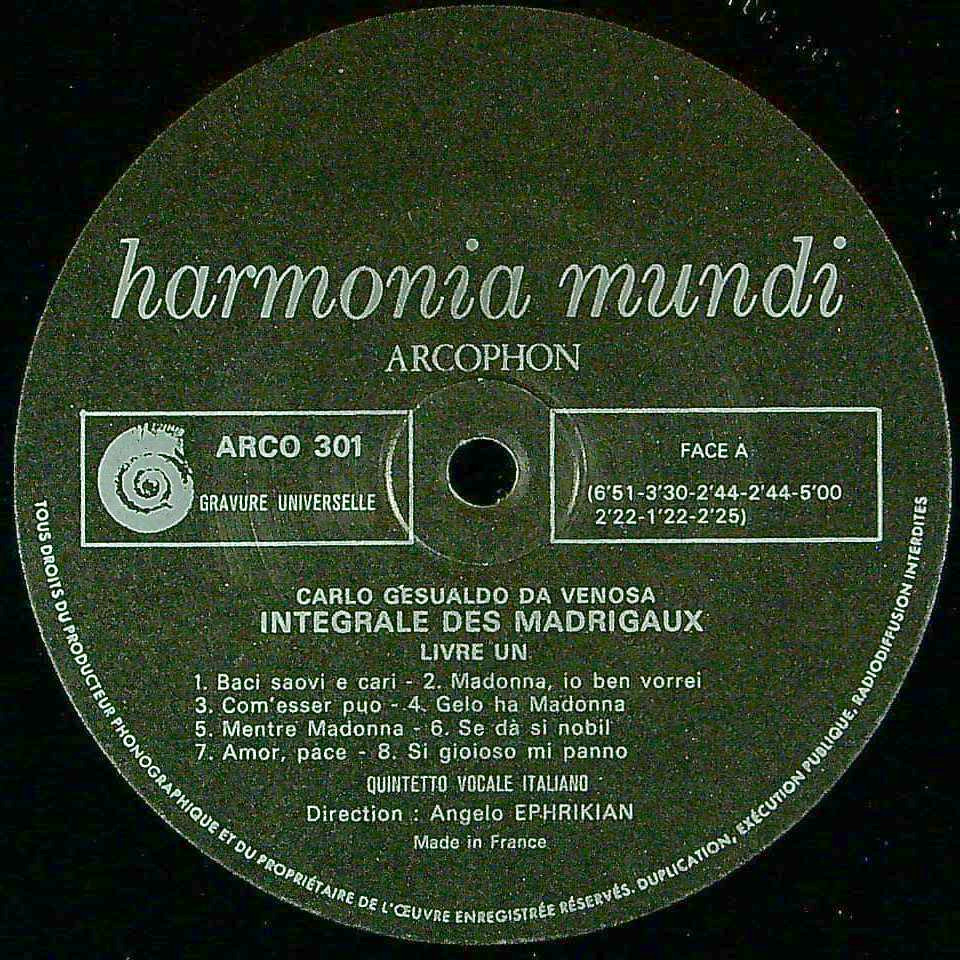 harmonia mundi
ARCOPHON
ARCO 301
GRAVURE UNIVERSELLE
FACE A
(6'51-3'30-2'44-2'44-5'00
2'22-1'22-2'25)
CARLO GESUALDO DA VENOSA
INTEGRALE DES MADRIGAUX
LIVRE UN
1. Baci saovi e cari - 2. Madonna, io ben vorrei
3. Com'esser puo - 4. Gelo ha Madonna
5. Mentre Madonna - 6. Se dà si nobil
7. Amor, pàce - 8. Si gioioso mi panno
QUINTETTO VOCALE ITALIANO
Direction : Angelo EPHRIKIAN
Made in France
TOUS DROITS DU PRODUCTEUR PHONOGRAPHIQUE ET DU PROPRIÉTAIRE DE L'ŒUVRE ENREGISTRÉE RÉSERVÉS. DUPLICATION, EXÉCUTION PUBLIQUE, RADIODIFFUSION INTERDITES